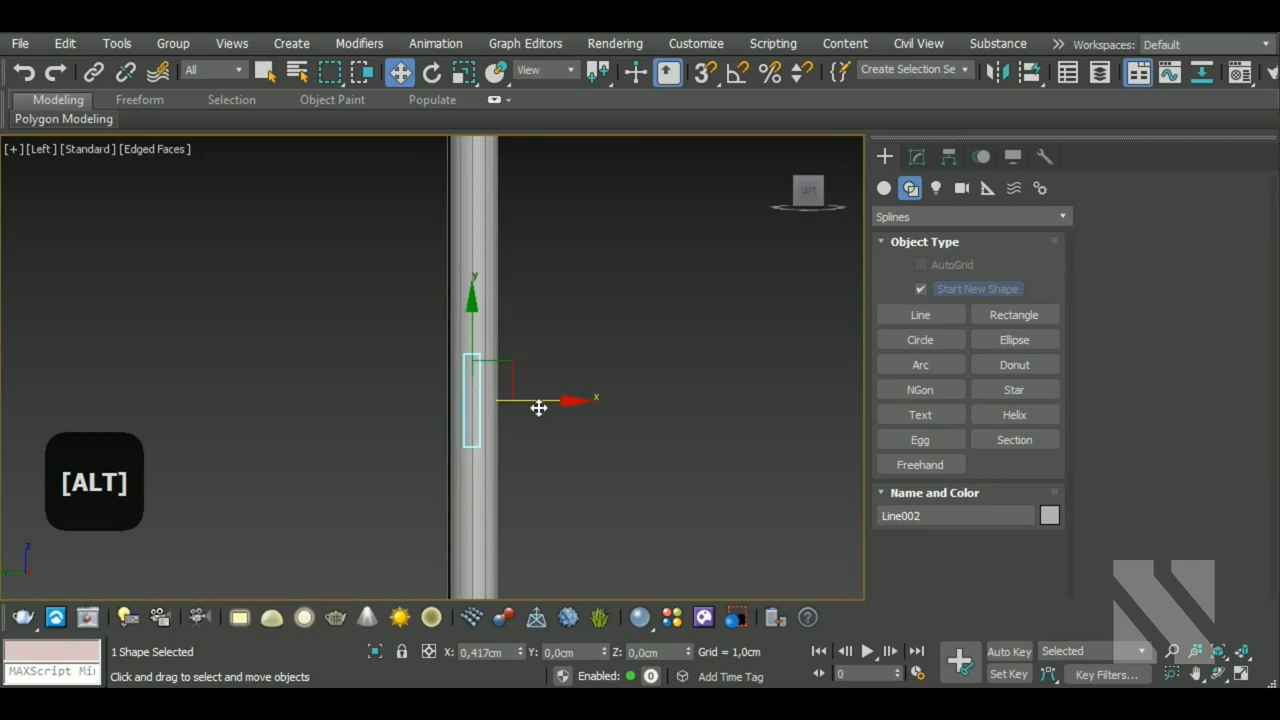 File Edit Tools Group Views Create Modifiers Animation Graph Editors Rendering Customize Scripting Content Civil View Substance Workspaces: Default
All View Create Selection Se
Modeling Freeform Selection Object Paint Populate
Polygon Modeling
[+] [Left] [Standard] [Edged Faces]
LEFT
Splines
Object Type
AutoGrid
Start New Shape
Line Rectangle
Circle Ellipse
Arc Donut
NGon Star
Text Helix
Egg Section
Freehand
Name and Color
Line002
y
x
[ALT]
z
1 Shape Selected X: 0,417cm Y: 0,0cm Z: 0,0cm Grid = 1,0cm Auto Key Selected
MAXScript Mi
Click and drag to select and move objects Enabled: 0 Add Time Tag 0 Set Key Key Filters...